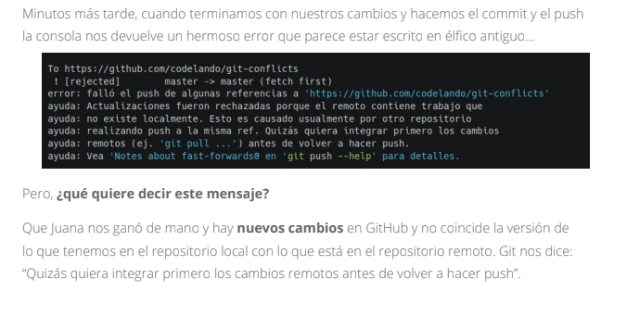 Minutos más tarde, cuando terminamos con nuestros cambios y hacemos el commit y el push
la consola nos devuelve un hermoso error que parece estar escrito en élfico antiguo...
To https://github.com/codelando/git-conflicts
! [rejected]        master -> master (fetch first)
error: falló el push de algunas referencias a 'https://github.com/codelando/git-conflicts'
ayuda: Actualizaciones fueron rechazadas porque el remoto contiene trabajo que
ayuda: no existe localmente. Esto es causado usualmente por otro repositorio
ayuda: realizando push a la misma ref. Quizás quiera integrar primero los cambios
ayuda: remotos (ej. 'git pull ...') antes de volver a hacer push.
ayuda: Vea 'Notes about fast-forwards0 en 'git push --help' para detalles.
Pero, ¿qué quiere decir este mensaje?
Que Juana nos ganó de mano y hay nuevos cambios en GitHub y no coincide la versión de
lo que tenemos en el repositorio local con lo que está en el repositorio remoto. Git nos dice:
“Quizás quiera integrar primero los cambios remotos antes de volver a hacer push”.